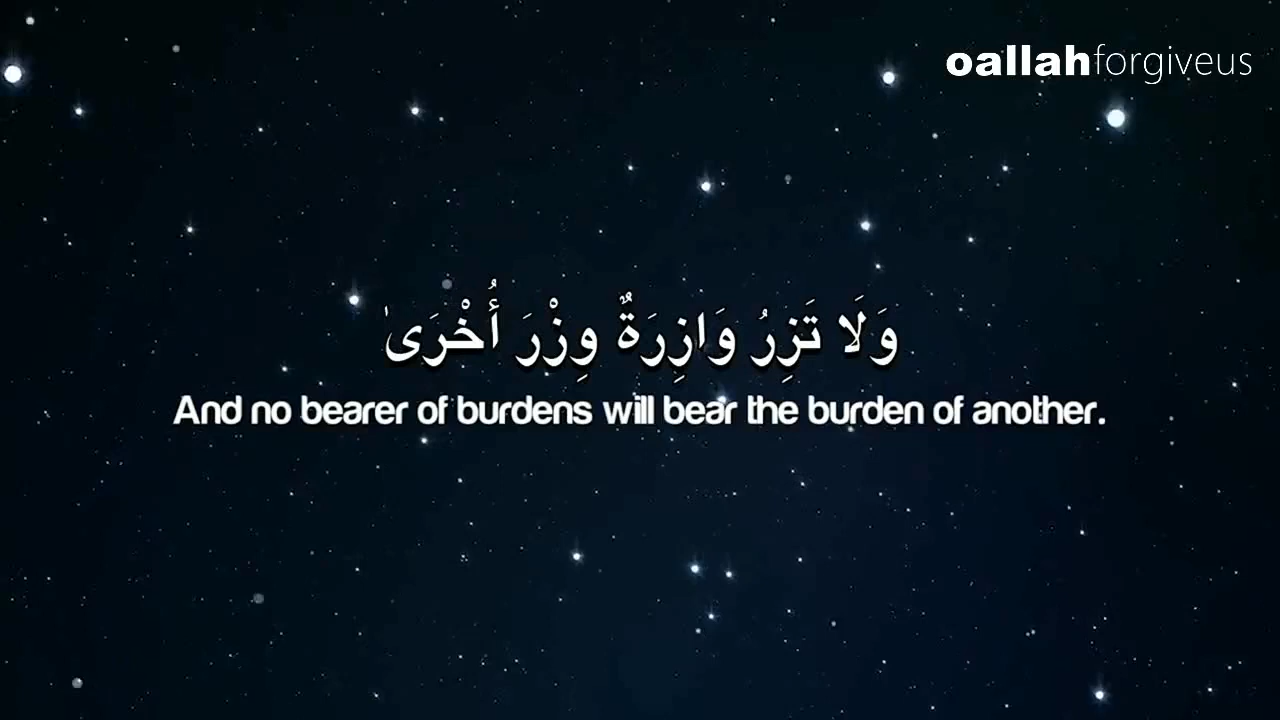 oallahforgiveus
وَلَا تَزِرُ وَازِرَةٌ وِزْرَ أُخْرَىٰ
And no bearer of burdens will bear the burden of another.